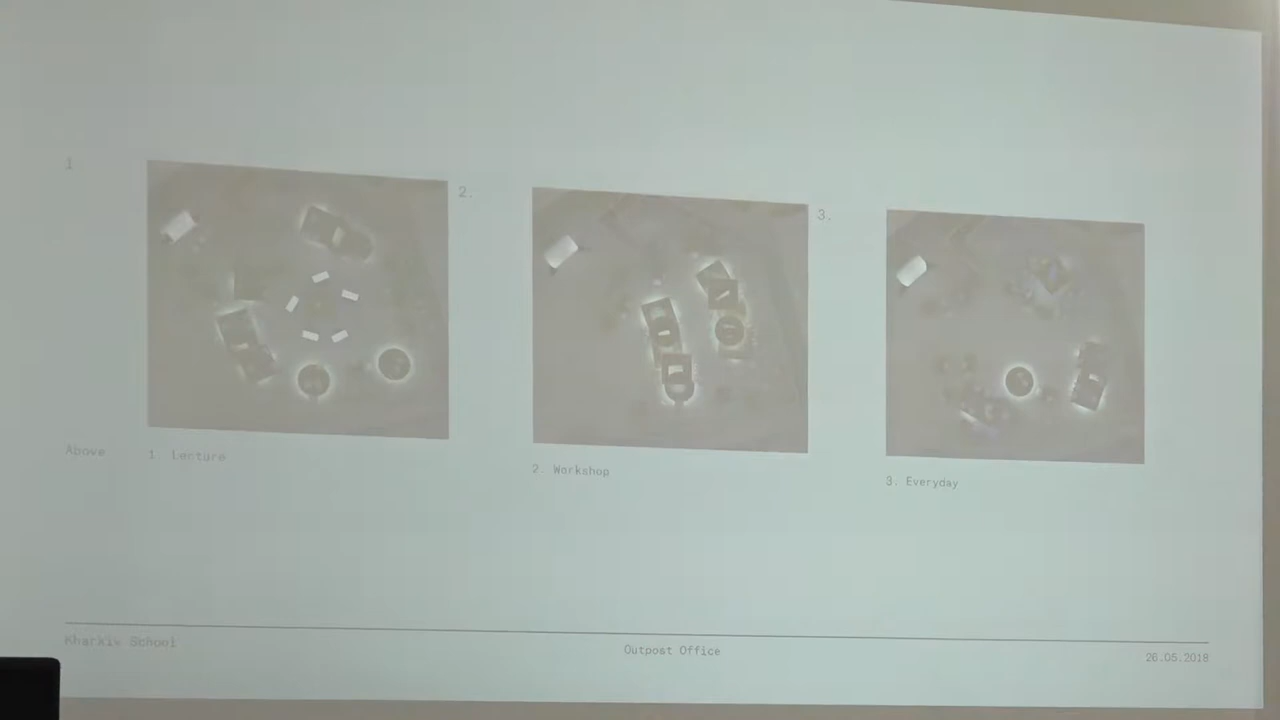 1
2.
3.
Above
1. Lecture
2. Workshop
3. Everyday
Kharkiv School
Outpost Office
26.05.2018